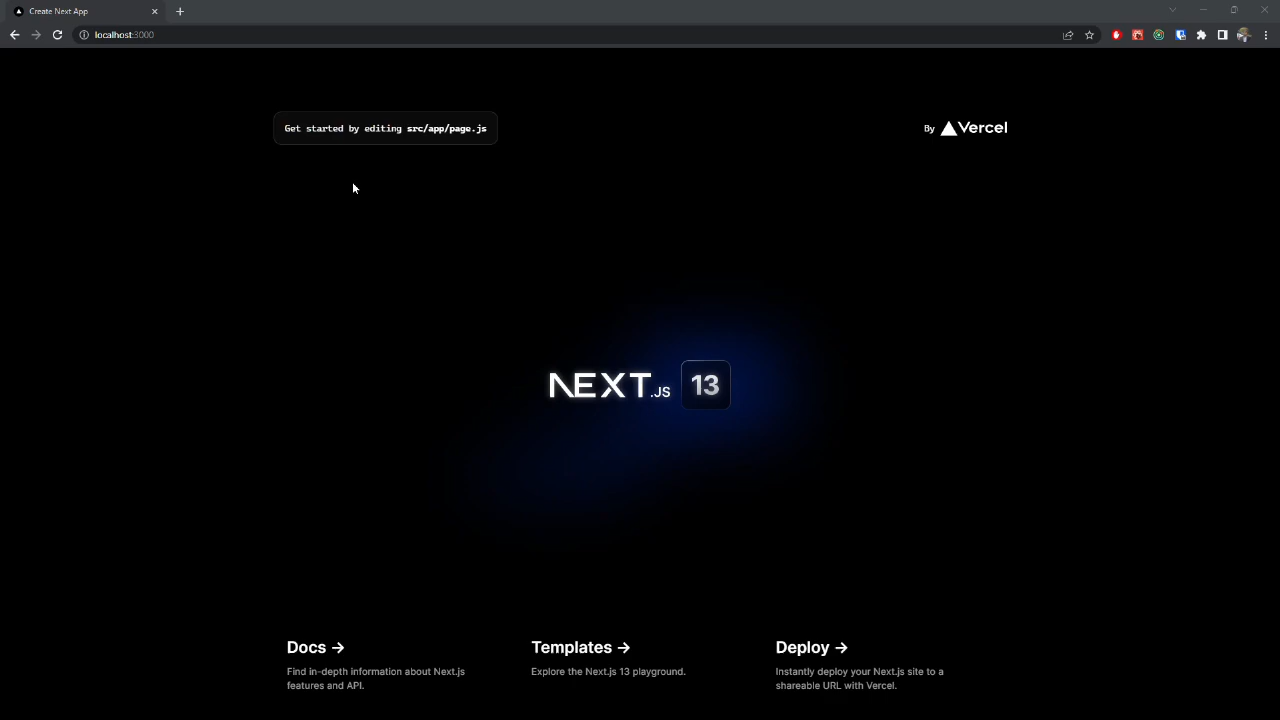 Create Next App
localhost:3000
Get started by editing src/app/page.js
By Vercel
NEXT.JS 13
Docs ->
Find in-depth information about Next.js
features and API.
Templates ->
Explore the Next.js 13 playground.
Deploy ->
Instantly deploy your Next.js site to a
shareable URL with Vercel.